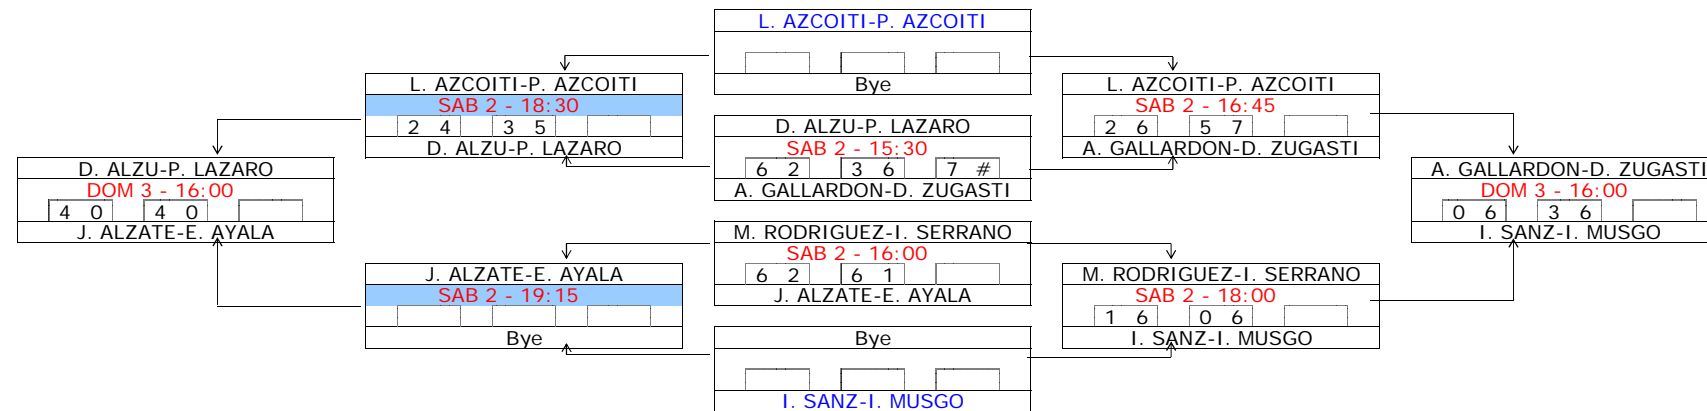 L. AZCOITI-P. AZCOITI
Bye
L. AZCOITI-P. AZCOITI
SAB 2 - 18:30
2 4 3 5
D. ALZU-P. LAZARO
L. AZCOITI-P. AZCOITI
SAB 2 - 16:45
2 6 5 7
A. GALLARDON-D. ZUGASTI
D. ALZU-P. LAZARO
SAB 2 - 15:30
6 2 3 6 7 #
A. GALLARDON-D. ZUGASTI
D. ALZU-P. LAZARO
DOM 3 - 16:00
4 0 4 0
J. ALZATE-E. AYALA
A. GALLARDON-D. ZUGASTI
DOM 3 - 16:00
0 6 3 6
I. SANZ-I. MUSGO
M. RODRIGUEZ-I. SERRANO
SAB 2 - 16:00
6 2 6 1
J. ALZATE-E. AYALA
J. ALZATE-E. AYALA
SAB 2 - 19:15
Bye
M. RODRIGUEZ-I. SERRANO
SAB 2 - 18:00
1 6 0 6
I. SANZ-I. MUSGO
Bye
I. SANZ-I. MUSGO